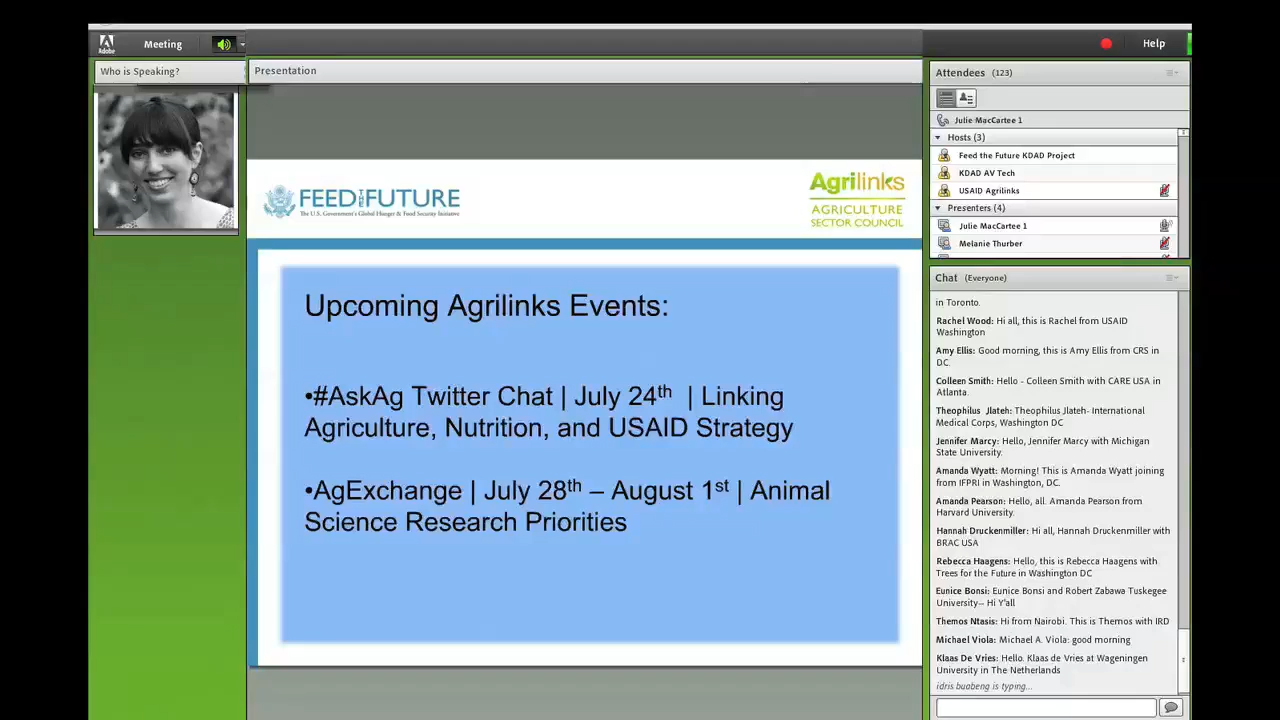 Adobe
Meeting
Help
Who is Speaking?
Presentation
FEED THE FUTURE
The U.S. Government's Global Hunger & Food Security Initiative
Agrilinks
AGRICULTURE
SECTOR COUNCIL
Upcoming Agrilinks Events:
•#AskAg Twitter Chat | July 24th | Linking
Agriculture, Nutrition, and USAID Strategy
•AgExchange | July 28th – August 1st | Animal
Science Research Priorities
Attendees (123)
Julie MacCartee 1
Hosts (3)
Feed the Future KDAD Project
KDAD AV Tech
USAID Agrilinks
Presenters (4)
Julie MacCartee 1
Melanie Thurber
Chat (Everyone)
in Toronto.
Rachel Wood: Hi all, this is Rachel from USAID
Washington
Amy Ellis: Good morning, this is Amy Ellis from CRS in
DC.
Colleen Smith: Hello - Colleen Smith with CARE USA in
Atlanta.
Theophilus Jlateh: Theophilus Jlateh- International
Medical Corps, Washington DC
Jennifer Marcy: Hello, Jennifer Marcy with Michigan
State University.
Amanda Wyatt: Morning! This is Amanda Wyatt joining
from IFPRI in Washington, DC.
Amanda Pearson: Hello, all. Amanda Pearson from
Harvard University.
Hannah Druckenmiller: Hi all, Hannah Druckenmiller with
BRAC USA
Rebecca Haagens: Hello, this is Rebecca Haagens with
Trees for the Future in Washington DC
Eunice Bonsi: Eunice Bonsi and Robert Zabawa Tuskegee
University-- Hi Y'all
Themos Ntasis: Hi from Nairobi. This is Themos with IRD
Michael Viola: Michael A. Viola: good morning
Klaas De Vries: Hello. Klaas de Vries at Wageningen
University in The Netherlands
idris buabeng is typing...